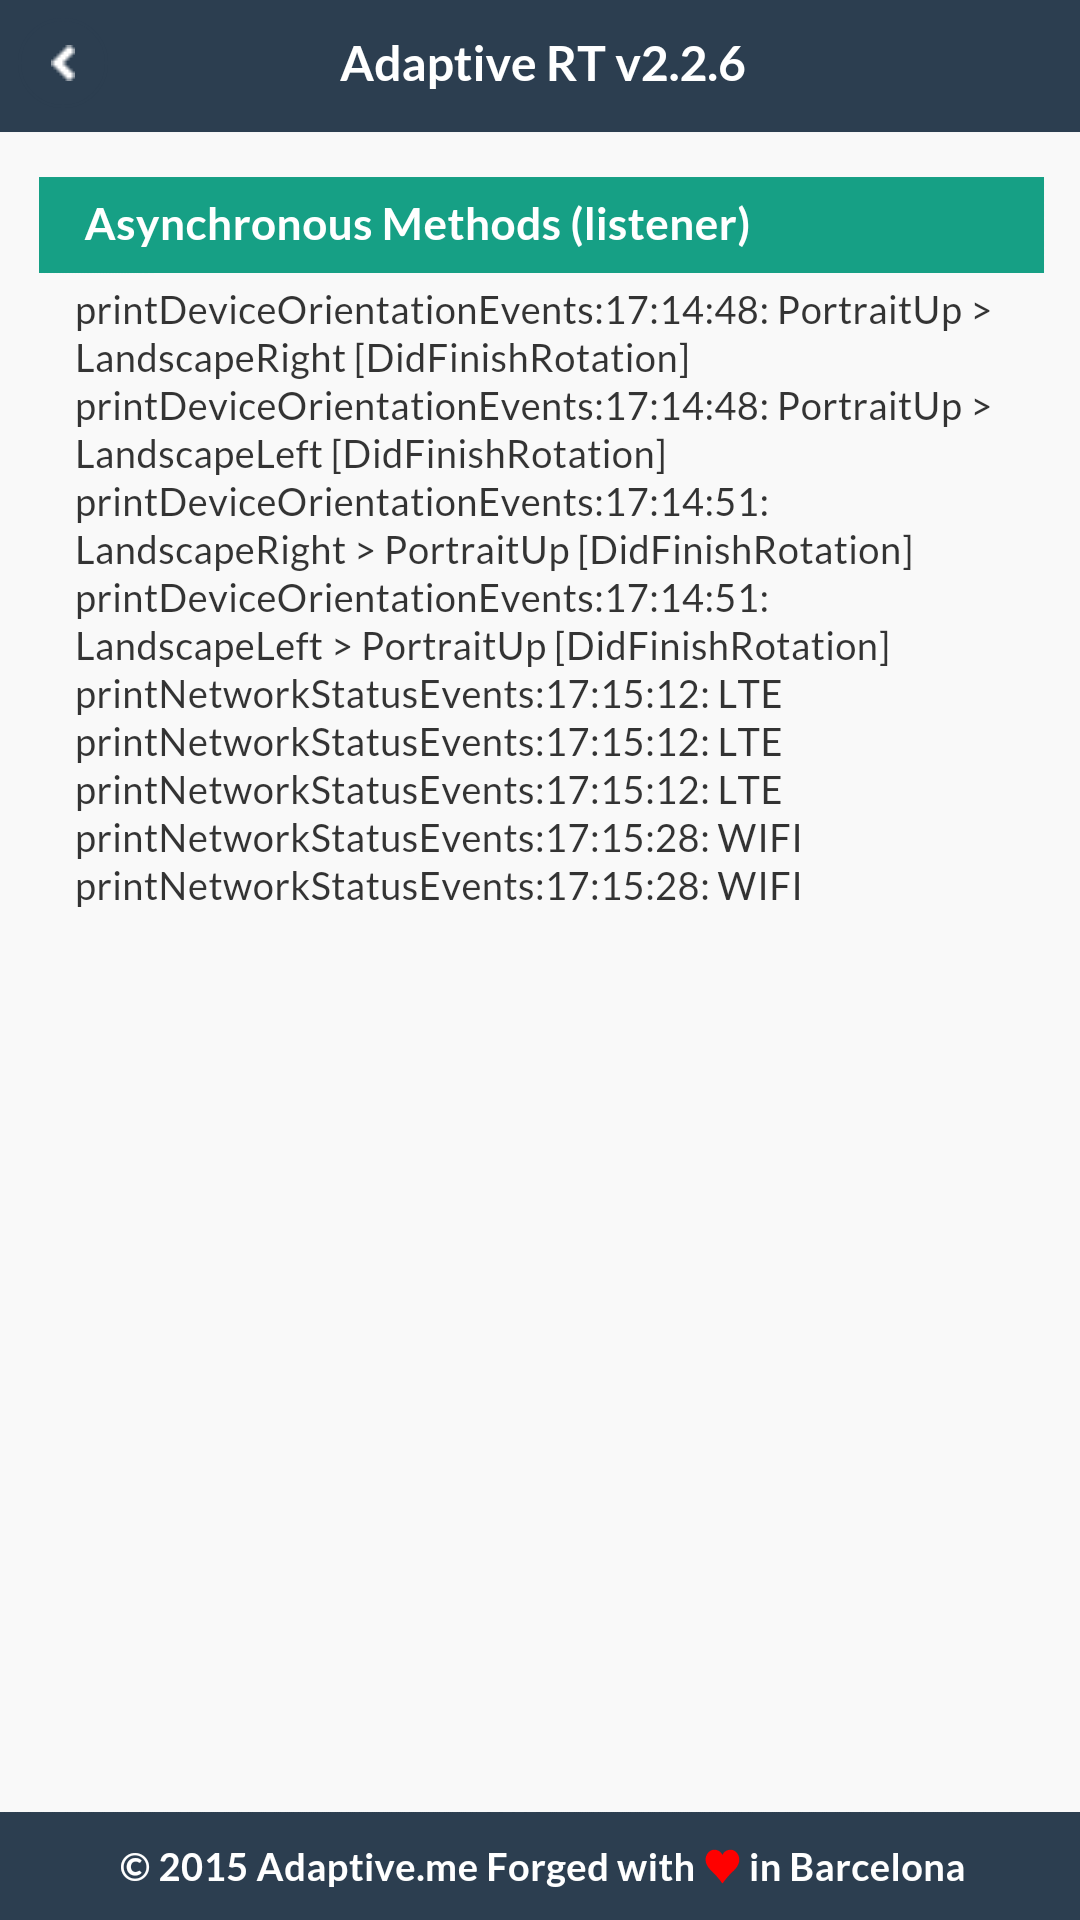 Adaptive RT v2.2.6
Asynchronous Methods (listener)
printDeviceOrientationEvents:17:14:48: PortraitUp >
LandscapeRight [DidFinishRotation]
printDeviceOrientationEvents:17:14:48: PortraitUp >
LandscapeLeft [DidFinishRotation]
printDeviceOrientationEvents:17:14:51:
LandscapeRight > PortraitUp [DidFinishRotation]
printDeviceOrientationEvents:17:14:51:
LandscapeLeft > PortraitUp [DidFinishRotation]
printNetworkStatusEvents:17:15:12: LTE
printNetworkStatusEvents:17:15:12: LTE
printNetworkStatusEvents:17:15:12: LTE
printNetworkStatusEvents:17:15:28: WIFI
printNetworkStatusEvents:17:15:28: WIFI
© 2015 Adaptive.me Forged with ♥ in Barcelona